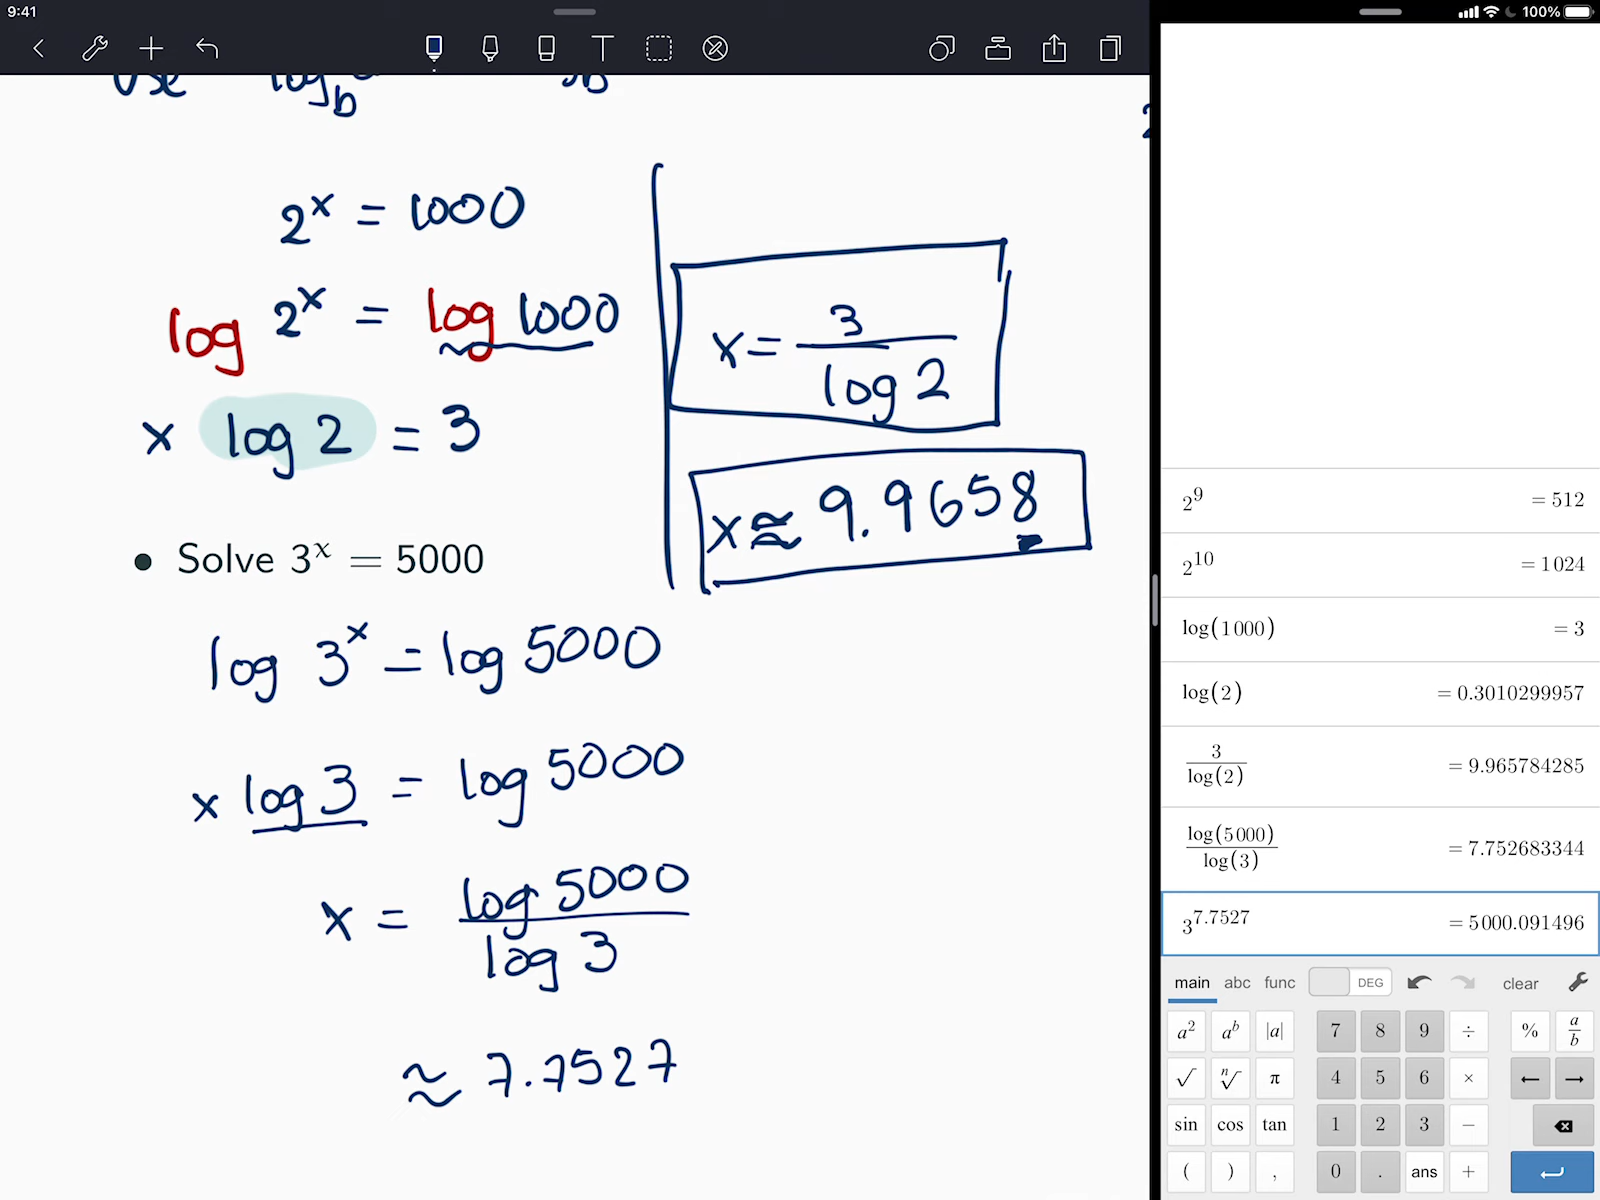 9:41
100%
T
log_b
2^x = 1000
log 2^x = log 1000
x log 2 = 3
x = 3 / log 2
x ≈ 9.9658
• Solve 3^x = 5000
log 3^x = log 5000
x log 3 = log 5000
x = log 5000 / log 3
≈ 7.7527
2^9 = 512
2^10 = 1024
log(1000) = 3
log(2) = 0.3010299957
3 / log(2) = 9.965784285
log(5000) / log(3) = 7.752683344
3^7.7527 = 5000.091496
main abc func DEG clear
a^2 a^b |a| 7 8 9 ÷ % a/b
√ n√ π 4 5 6 × ← →
sin cos tan 1 2 3 −
( ) , 0 . ans +